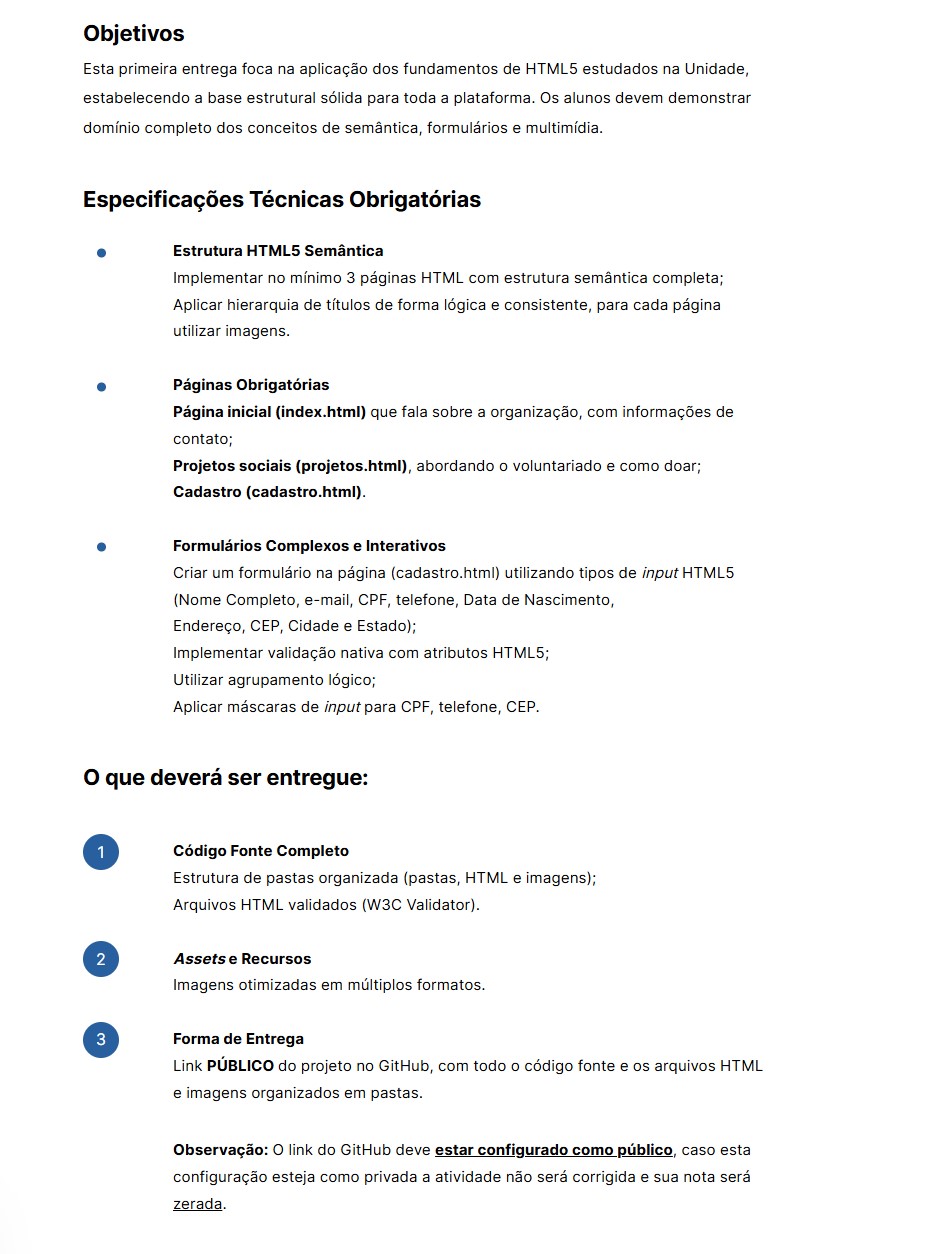 Objetivos
Esta primeira entrega foca na aplicação dos fundamentos de HTML5 estudados na Unidade,
estabelecendo a base estrutural sólida para toda a plataforma. Os alunos devem demonstrar
domínio completo dos conceitos de semântica, formulários e multimídia.
Especificações Técnicas Obrigatórias
Estrutura HTML5 Semântica
Implementar no mínimo 3 páginas HTML com estrutura semântica completa;
Aplicar hierarquia de títulos de forma lógica e consistente, para cada página
utilizar imagens.
Páginas Obrigatórias
Página inicial (index.html) que fala sobre a organização, com informações de
contato;
Projetos sociais (projetos.html), abordando o voluntariado e como doar;
Cadastro (cadastro.html).
Formulários Complexos e Interativos
Criar um formulário na página (cadastro.html) utilizando tipos de input HTML5
(Nome Completo, e-mail, CPF, telefone, Data de Nascimento,
Endereço, CEP, Cidade e Estado);
Implementar validação nativa com atributos HTML5;
Utilizar agrupamento lógico;
Aplicar máscaras de input para CPF, telefone, CEP.
O que deverá ser entregue:
1
Código Fonte Completo
Estrutura de pastas organizada (pastas, HTML e imagens);
Arquivos HTML validados (W3C Validator).
2
Assets e Recursos
Imagens otimizadas em múltiplos formatos.
3
Forma de Entrega
Link PÚBLICO do projeto no GitHub, com todo o código fonte e os arquivos HTML
e imagens organizados em pastas.
Observação: O link do GitHub deve estar configurado como público, caso esta
configuração esteja como privada a atividade não será corrigida e sua nota será
zerada.